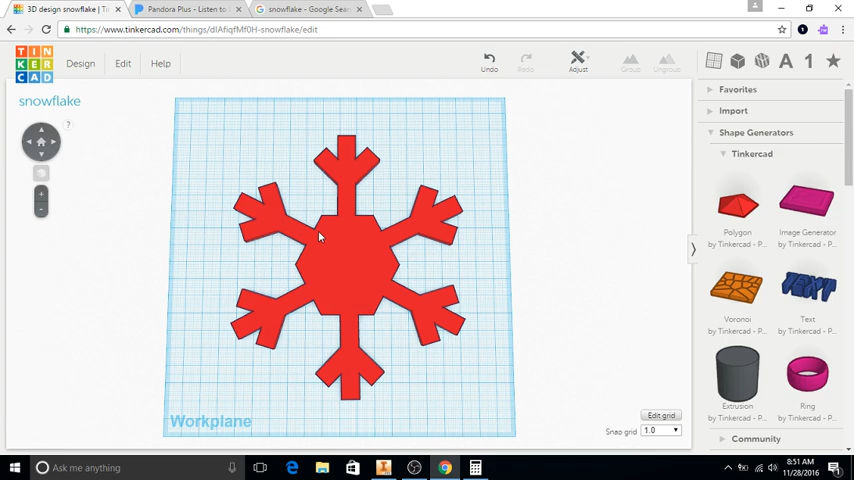 3D design snowflake | Ti
Pandora Plus - Listen to
snowflake - Google Sear
https://www.tinkercad.com/things/dIAfiqfMf0H-snowflake/edit
TIN
KER
CAD
Design
Edit
Help
Undo
Redo
Adjust
Group
Ungroup
snowflake
?
Favorites
Import
Shape Generators
Tinkercad
Polygon
by Tinkercad - P...
Image Generator
by Tinkercad - P...
Voronoi
by Tinkercad - P...
Text
by Tinkercad - P...
Extrusion
by Tinkercad - P...
Ring
by Tinkercad - P...
Community
Workplane
Edit grid
Snap grid
1.0
Ask me anything
8:51 AM
11/28/2016